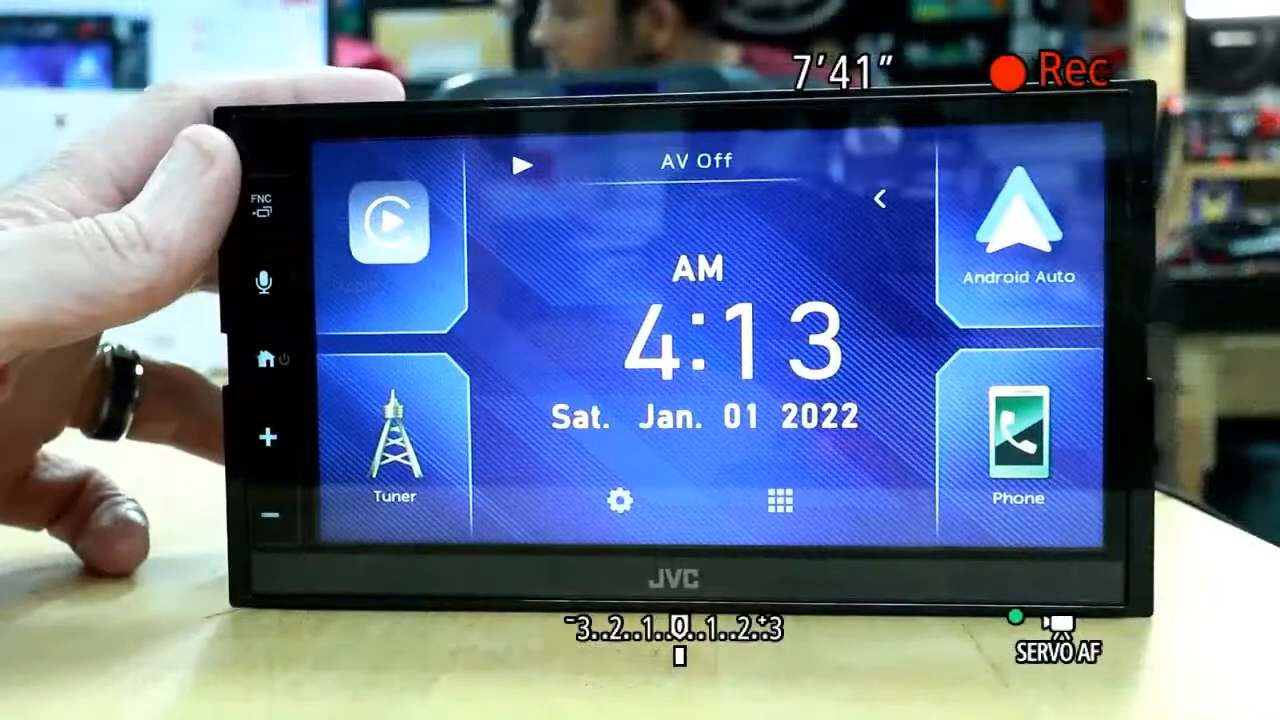 7'41" Rec
AV Off
FNC
AM
4:13
Sat. Jan. 01 2022
Android Auto
Tuner
Phone
JVC
-3..2..1..0..1..2..+3
SERVO AF